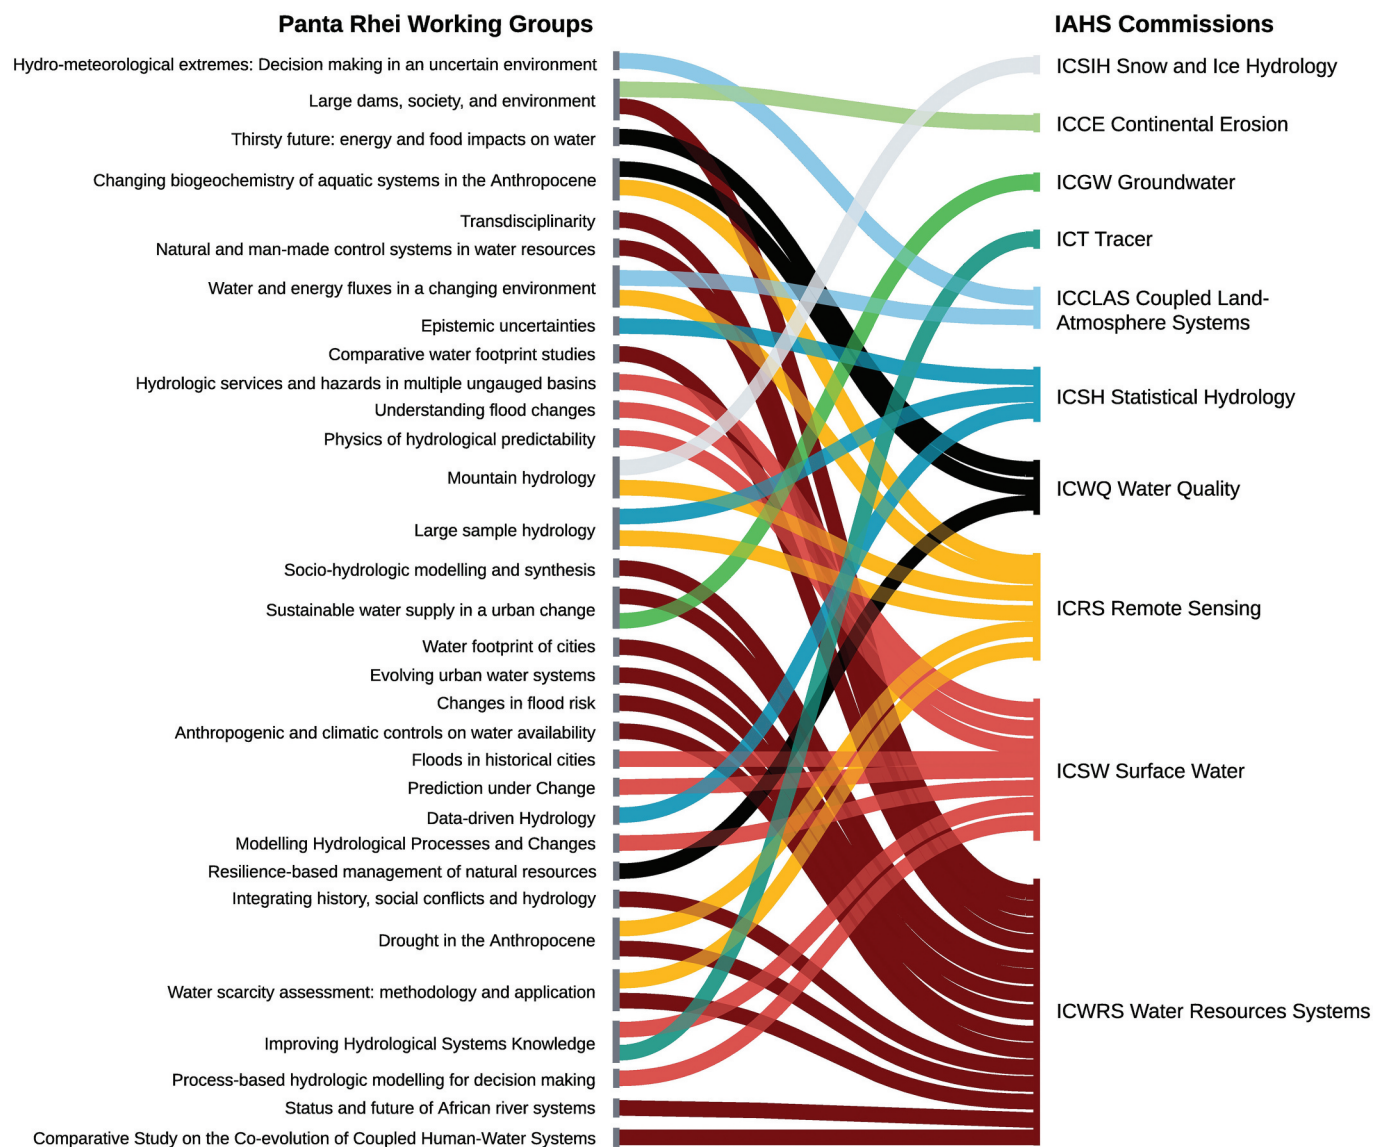 Panta Rhei Working Groups
Hydro-meteorological extremes: Decision making in an uncertain environment
Large dams, society, and environment
Thirsty future: energy and food impacts on water
Changing biogeochemistry of aquatic systems in the Anthropocene
Transdisciplinarity
Natural and man-made control systems in water resources
Water and energy fluxes in a changing environment
Epistemic uncertainties
Comparative water footprint studies
Hydrologic services and hazards in multiple ungauged basins
Understanding flood changes
Physics of hydrological predictability
Mountain hydrology
Large sample hydrology
Socio-hydrologic modelling and synthesis
Sustainable water supply in a urban change
Water footprint of cities
Evolving urban water systems
Changes in flood risk
Anthropogenic and climatic controls on water availability
Floods in historical cities
Prediction under Change
Data-driven Hydrology
Modelling Hydrological Processes and Changes
Resilience-based management of natural resources
Integrating history, social conflicts and hydrology
Drought in the Anthropocene
Water scarcity assessment: methodology and application
Improving Hydrological Systems Knowledge
Process-based hydrologic modelling for decision making
Status and future of African river systems
Comparative Study on the Co-evolution of Coupled Human-Water Systems
IAHS Commissions
ICSIH Snow and Ice Hydrology
ICCE Continental Erosion
ICGW Groundwater
ICT Tracer
ICCLAS Coupled Land-
Atmosphere Systems
ICSH Statistical Hydrology
ICWQ Water Quality
ICRS Remote Sensing
ICSW Surface Water
ICWRS Water Resources Systems